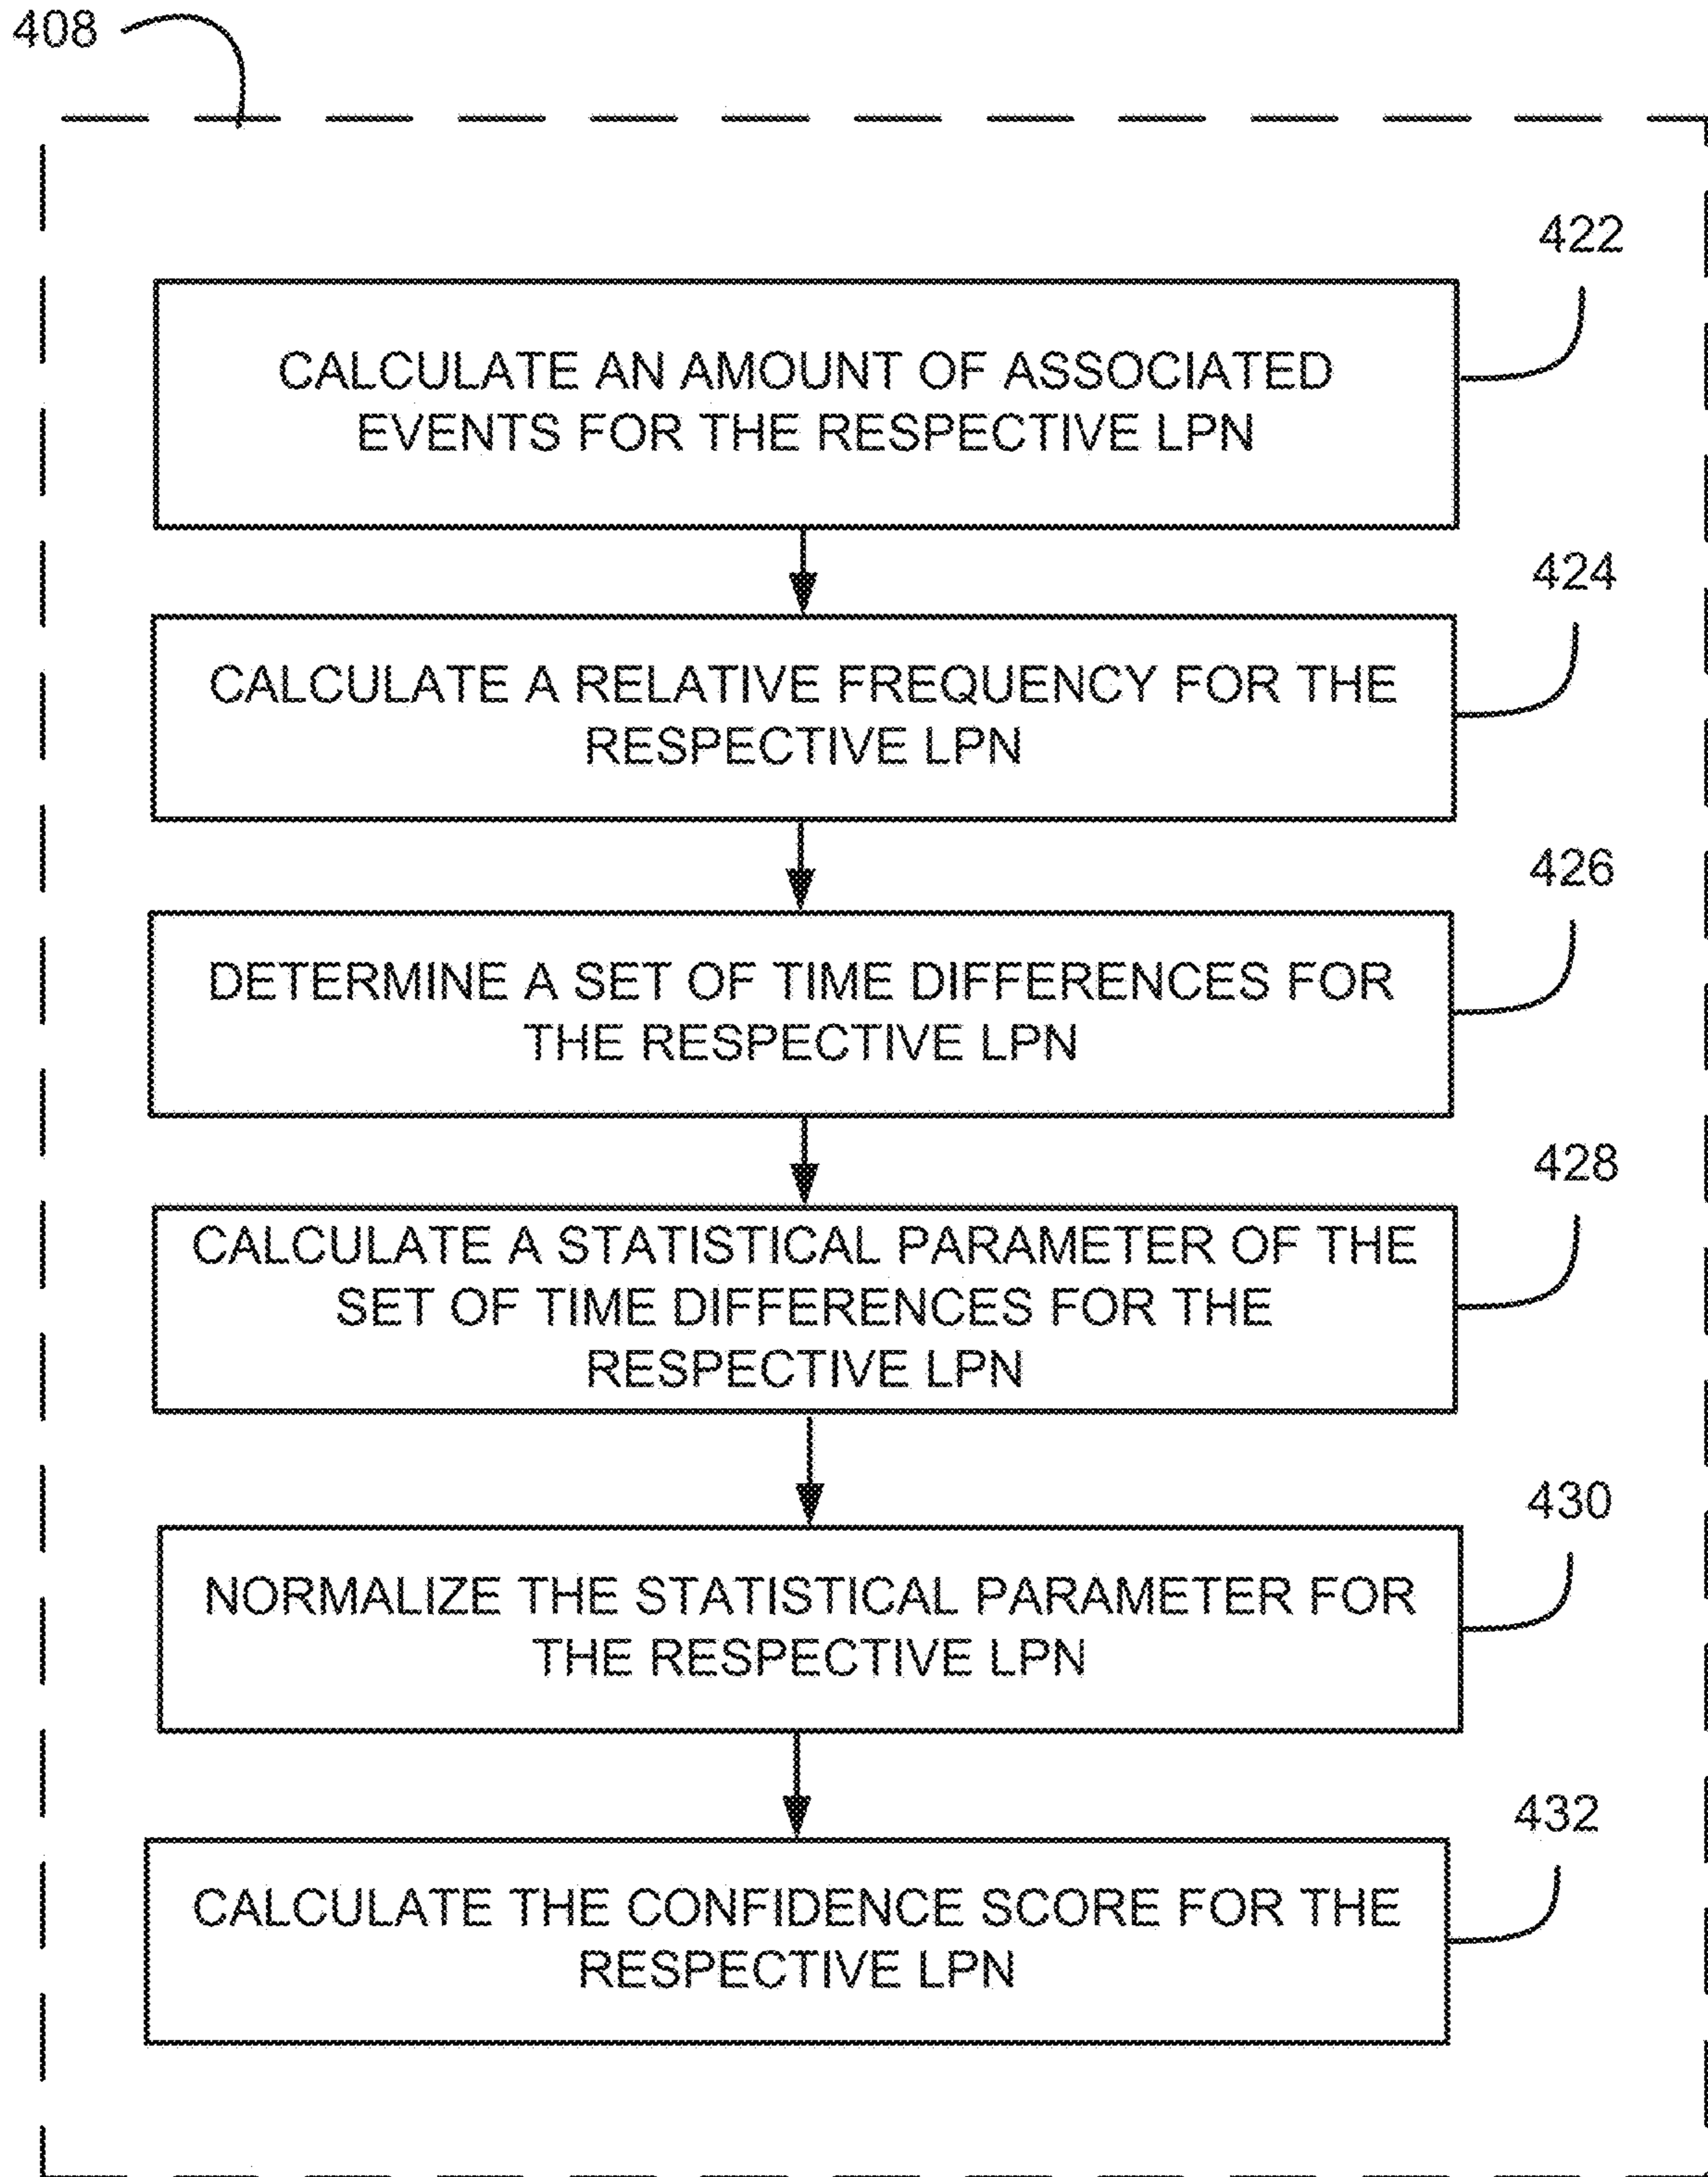 408
422
CALCULATE AN AMOUNT OF ASSOCIATED
EVENTS FOR THE RESPECTIVE LPN
424
CALCULATE A RELATIVE FREQUENCY FOR THE
RESPECTIVE LPN
426
DETERMINE A SET OF TIME DIFFERENCES FOR
THE RESPECTIVE LPN
428
CALCULATE A STATISTICAL PARAMETER OF THE
SET OF TIME DIFFERENCES FOR THE
RESPECTIVE LPN
430
NORMALIZE THE STATISTICAL PARAMETER FOR
THE RESPECTIVE LPN
432
CALCULATE THE CONFIDENCE SCORE FOR THE
RESPECTIVE LPN